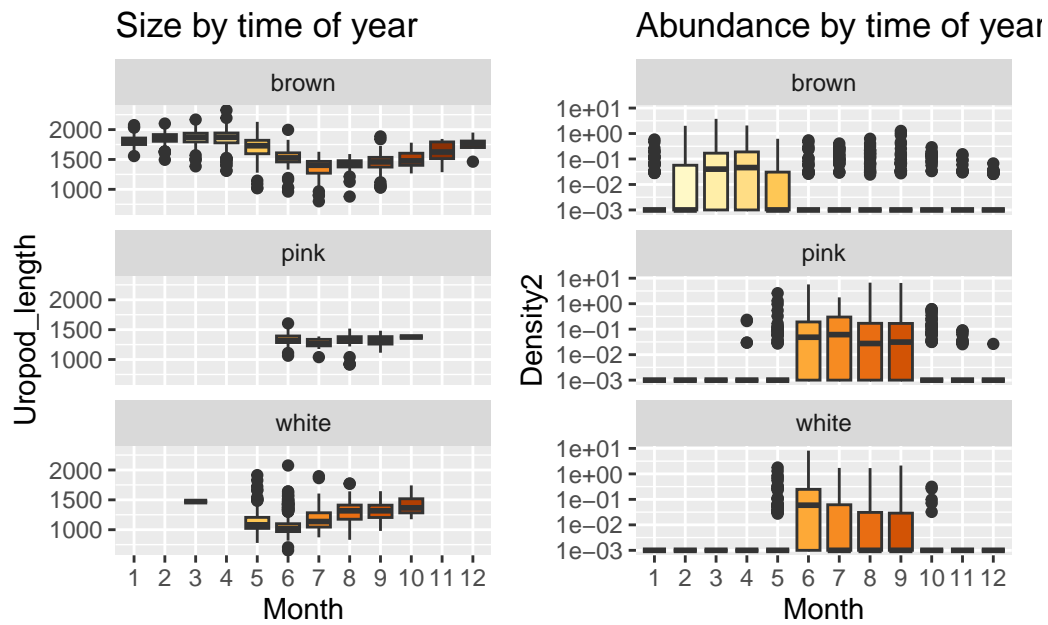 Size by time of year
brown
2000
1500
1000
pink
2000
1500
1000
white
2000
1500
1000
1 2 3 4 5 6 7 8 9 10 11 12
Month
Uropod_length
Abundance by time of year
brown
1e+01
1e+00
1e-01
1e-02
1e-03
pink
1e+01
1e+00
1e-01
1e-02
1e-03
white
1e+01
1e+00
1e-01
1e-02
1e-03
1 2 3 4 5 6 7 8 9 10 11 12
Month
Density2